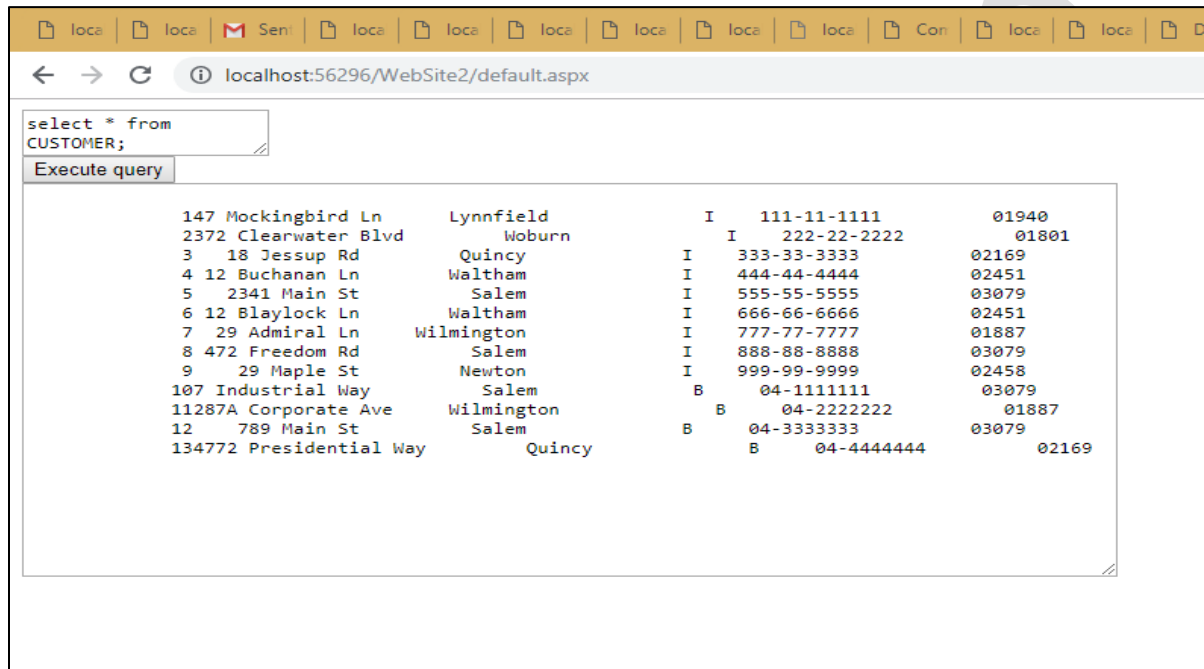 loca loca Sent loca loca loca loca loca loca Con loca loca D
localhost:56296/WebSite2/default.aspx
select * from
CUSTOMER;
Execute query
147 Mockingbird Ln Lynnfield I 111-11-1111 01940
2372 Clearwater Blvd Woburn I 222-22-2222 01801
3 18 Jessup Rd Quincy I 333-33-3333 02169
4 12 Buchanan Ln Waltham I 444-44-4444 02451
5 2341 Main St Salem I 555-55-5555 03079
6 12 Blaylock Ln Waltham I 666-66-6666 02451
7 29 Admiral Ln Wilmington I 777-77-7777 01887
8 472 Freedom Rd Salem I 888-88-8888 03079
9 29 Maple St Newton I 999-99-9999 02458
107 Industrial Way Salem B 04-1111111 03079
11287A Corporate Ave Wilmington B 04-2222222 01887
12 789 Main St Salem B 04-3333333 03079
134772 Presidential Way Quincy B 04-4444444 02169